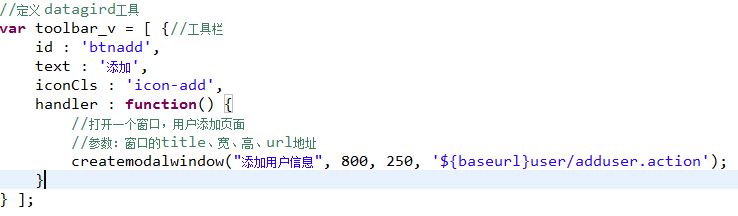 //定义 datagird工具
var toolbar_v = [ {//工具栏
id : 'btnadd',
text : '添加',
iconCls : 'icon-add',
handler : function() {
//打开一个窗口，用户添加页面
//参数：窗口的title、宽、高、url地址
createmodalwindow("添加用户信息", 800, 250, '${baseurl}user/adduser.action');
}
} ];